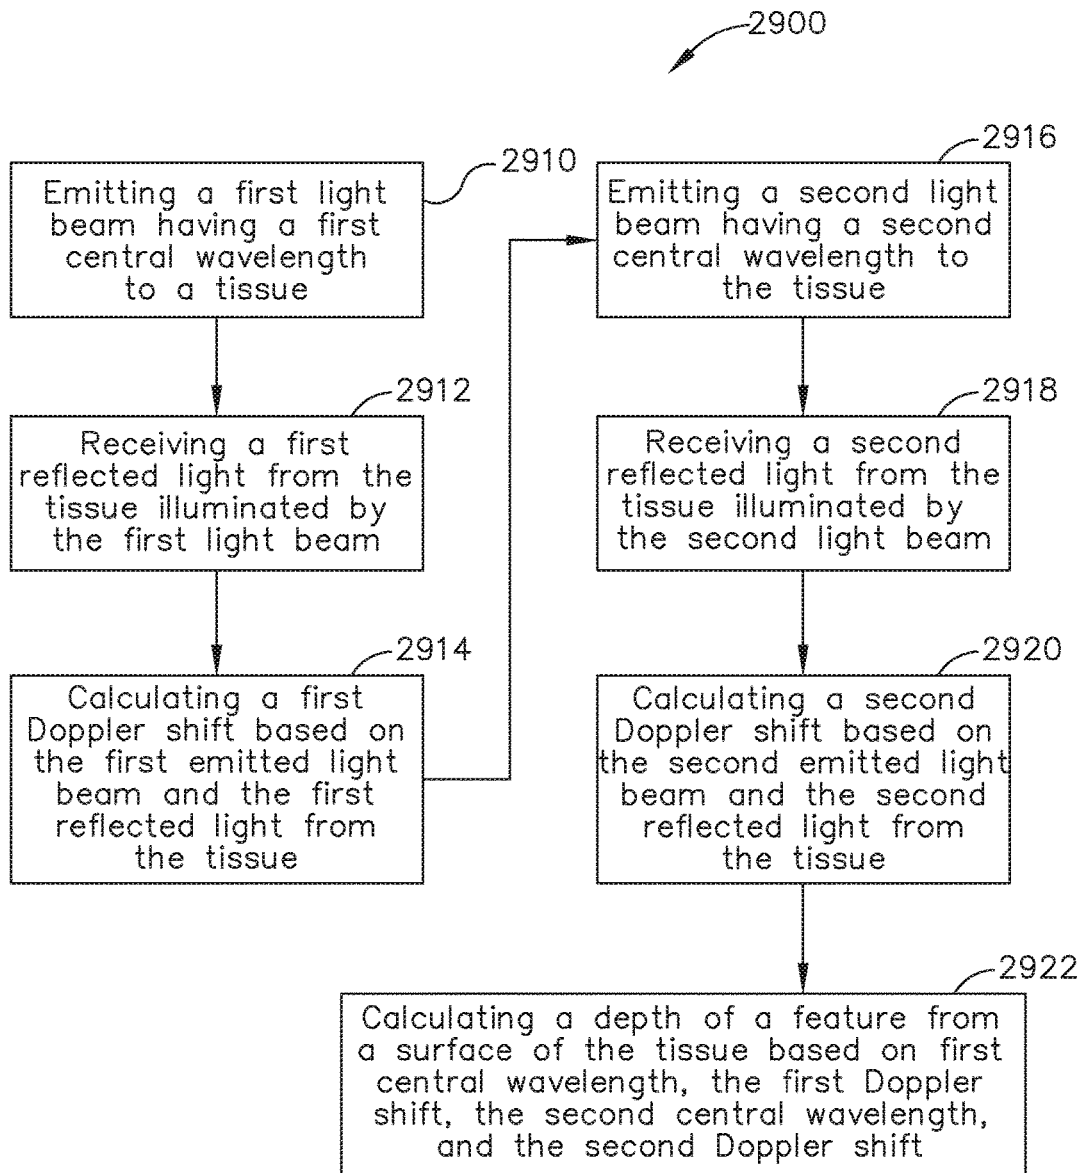 2900
2910
Emitting a first light
beam having a first
central wavelength
to a tissue
2912
Receiving a first
reflected light from the
tissue illuminated by
the first light beam
2914
Calculating a first
Doppler shift based on
the first emitted light
beam and the first
reflected light from
the tissue
2916
Emitting a second light
beam having a second
central wavelength to
the tissue
2918
Receiving a second
reflected light from the
tissue illuminated by
the second light beam
2920
Calculating a second
Doppler shift based on
the second emitted light
beam and the second
reflected light from
the tissue
2922
Calculating a depth of a feature from
a surface of the tissue based on first
central wavelength, the first Doppler
shift, the second central wavelength,
and the second Doppler shift